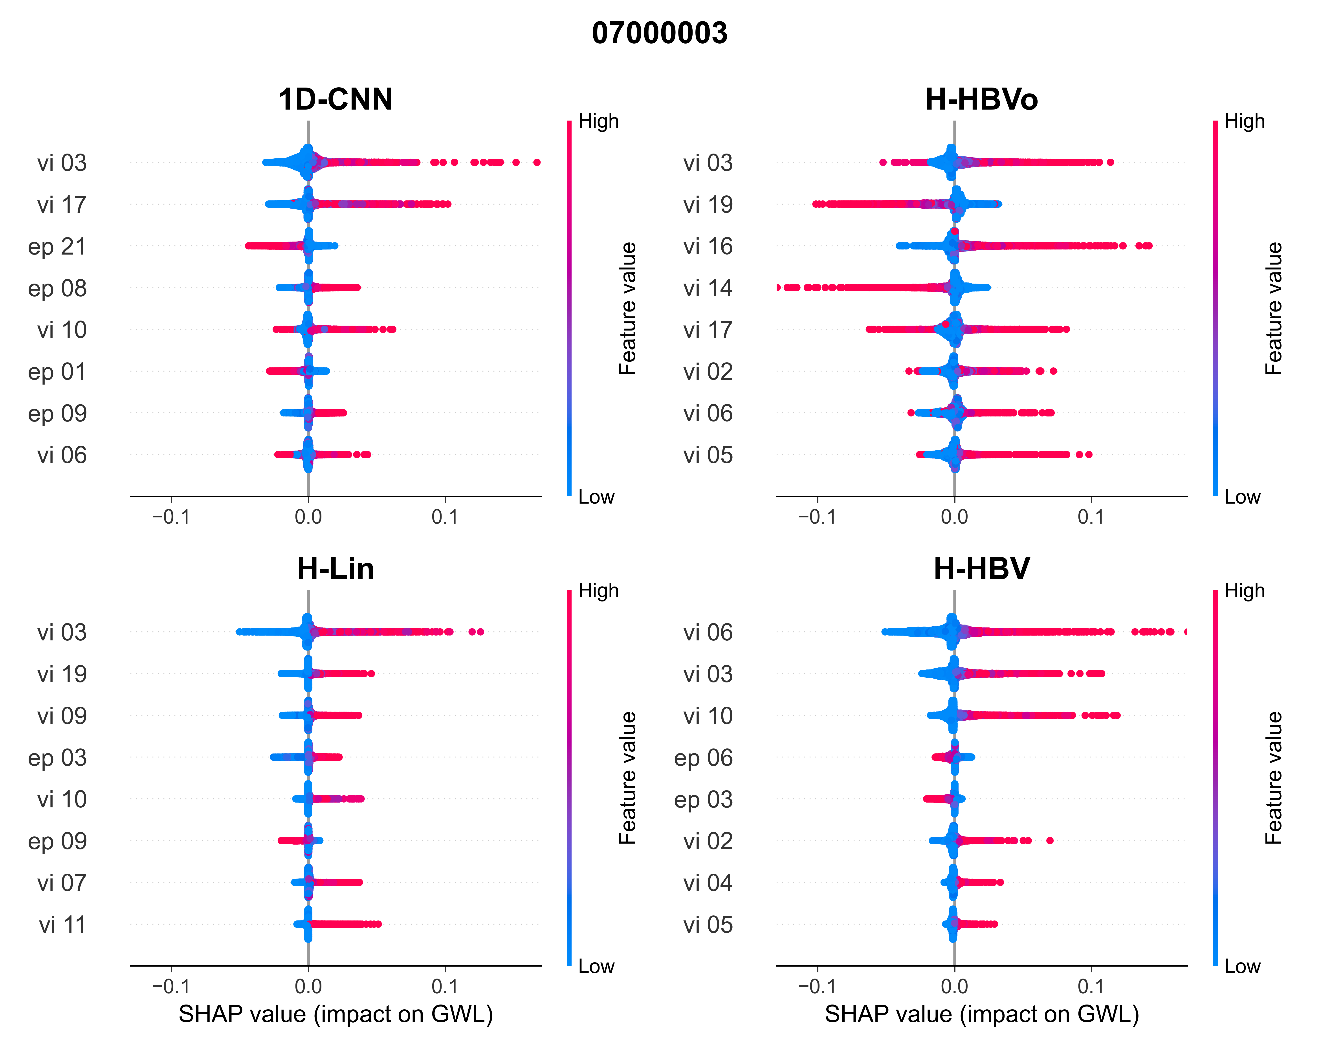 07000003
1D-CNN
High
vi 03
vi 17
ep 21
ep 08
vi 10
ep 01
ep 09
vi 06
Feature value
Low
−0.1 0.0 0.1
H-HBVo
High
vi 03
vi 19
vi 16
vi 14
vi 17
vi 02
vi 06
vi 05
Feature value
Low
−0.1 0.0 0.1
H-Lin
High
vi 03
vi 19
vi 09
ep 03
vi 10
ep 09
vi 07
vi 11
Feature value
Low
−0.1 0.0 0.1
SHAP value (impact on GWL)
H-HBV
High
vi 06
vi 03
vi 10
ep 06
ep 03
vi 02
vi 04
vi 05
Feature value
Low
−0.1 0.0 0.1
SHAP value (impact on GWL)